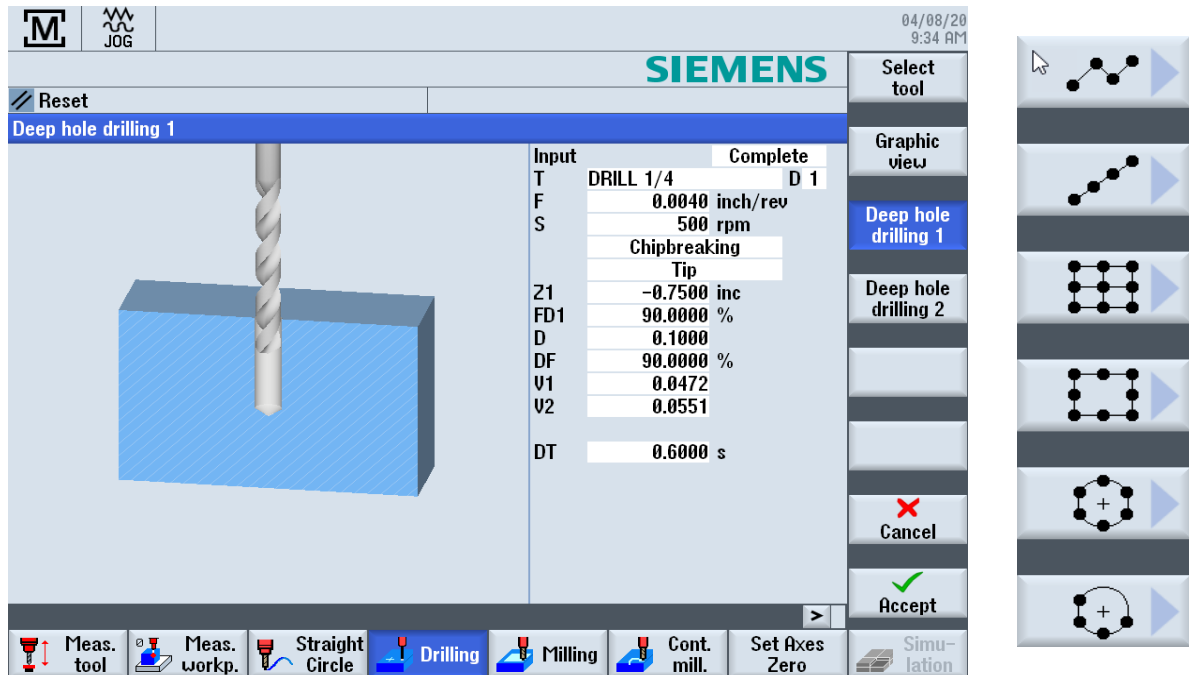 M
JOG
04/08/20
9:34 AM
SIEMENS
Reset
Deep hole drilling 1
Input Complete
T DRILL 1/4 D 1
F 0.0040 inch/rev
S 500 rpm
Chipbreaking
Tip
Z1 -0.7500 inc
FD1 90.0000 %
D 0.1000
DF 90.0000 %
V1 0.0472
V2 0.0551
DT 0.6000 s
Select
tool
Graphic
view
Deep hole
drilling 1
Deep hole
drilling 2
Cancel
Accept
>
Meas.
tool
Meas.
workp.
Straight
Circle
Drilling
Milling
Cont.
mill.
Set Axes
Zero
Simu-
lation